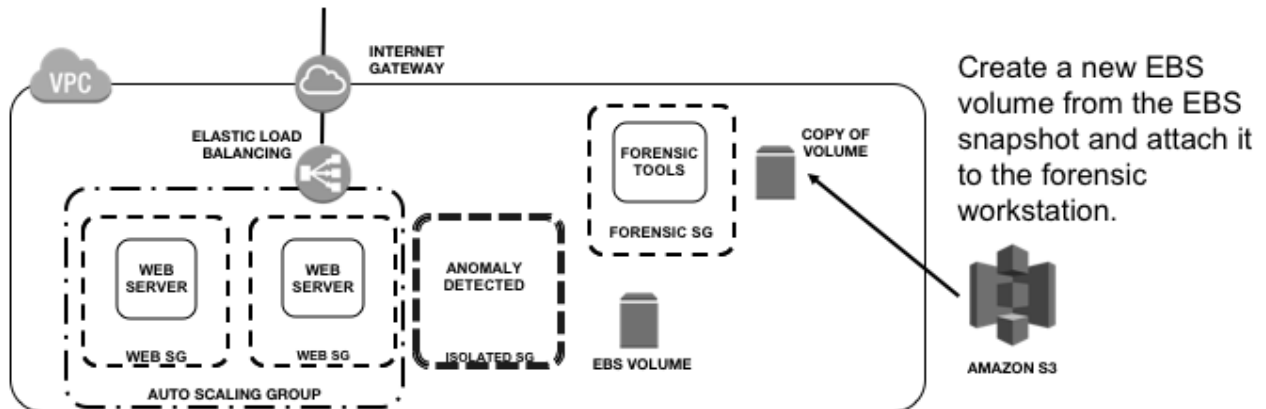 INTERNET
GATEWAY
VPC
ELASTIC LOAD
BALANCING
FORENSIC
TOOLS
FORENSIC SG
COPY OF
VOLUME
Create a new EBS
volume from the EBS
snapshot and attach it
to the forensic
workstation.
WEB
SERVER
WEB SG
WEB
SERVER
WEB SG
AUTO SCALING GROUP
ANOMALY
DETECTED
ISOLATED SG
EBS VOLUME
AMAZON S3